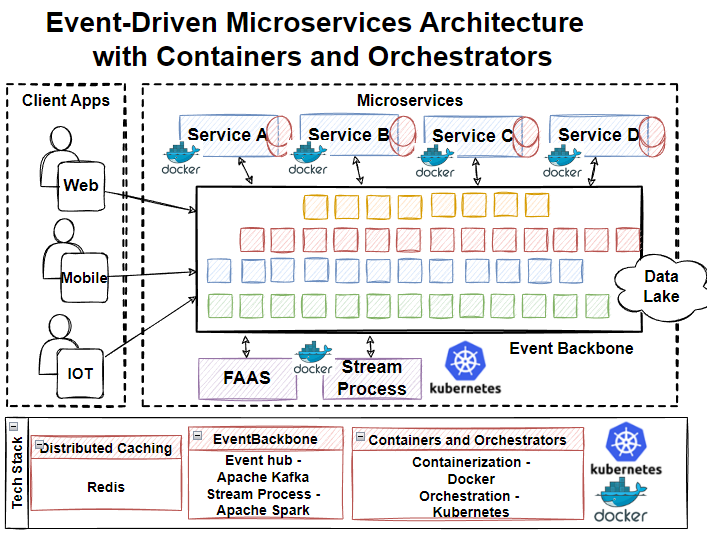 Event-Driven Microservices Architecture
with Containers and Orchestrators
Client Apps
Microservices
Service A
Service B
Service C
Service D
docker
docker
docker
docker
Web
Mobile
IOT
Data
Lake
Event Backbone
FAAS
docker
Stream
Process
kubernetes
Tech Stack
Distributed Caching
Redis
EventBackbone
Event hub -
Apache Kafka
Stream Process -
Apache Spark
Containers and Orchestrators
Containerization -
Docker
Orchestration -
Kubernetes
kubernetes
docker